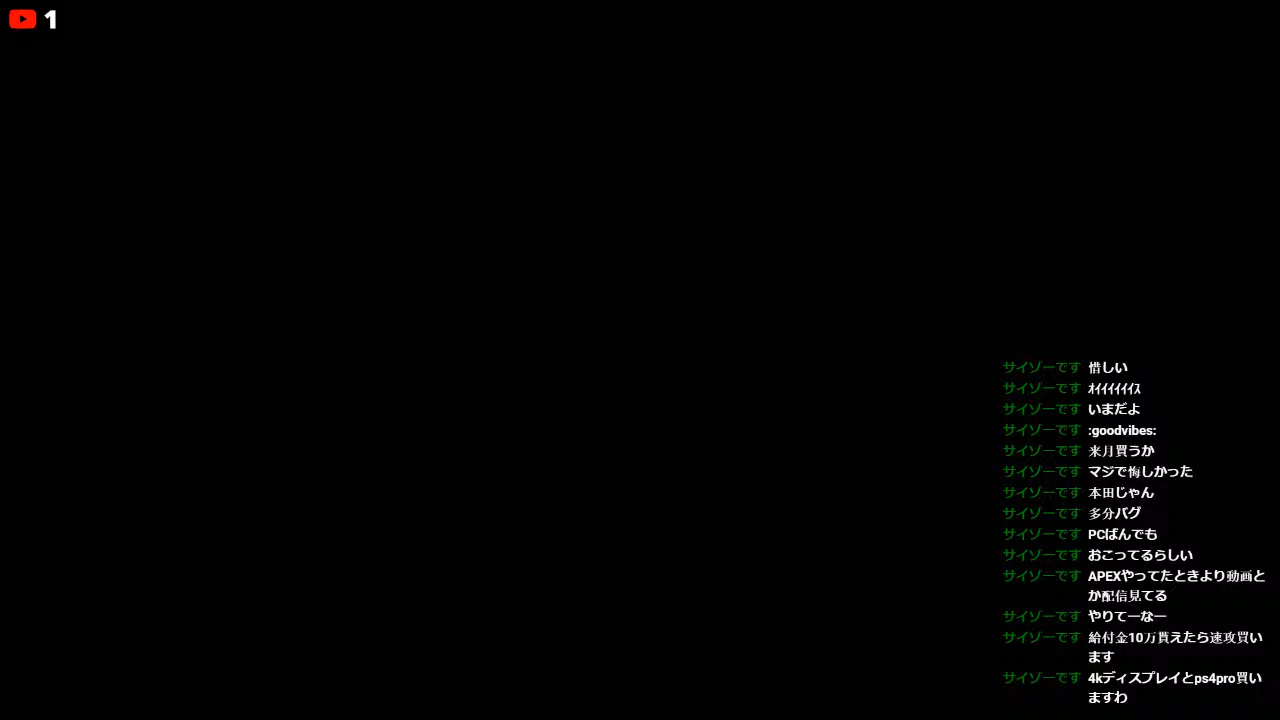 1
サイゾーです 惜しい
サイゾーです ｵｲｲｲｲｲｲｽ
サイゾーです いまだよ
サイゾーです :goodvibes:
サイゾーです 来月買うか
サイゾーです マジで悔しかった
サイゾーです 本田じゃん
サイゾーです 多分バグ
サイゾーです PCばんでも
サイゾーです おこってるらしい
サイゾーです APEXやってたときより動画と
か配信見てる
サイゾーです やりてーなー
サイゾーです 給付金10万貰えたら速攻買い
ます
サイゾーです 4kディスプレイとps4pro買い
ますわ